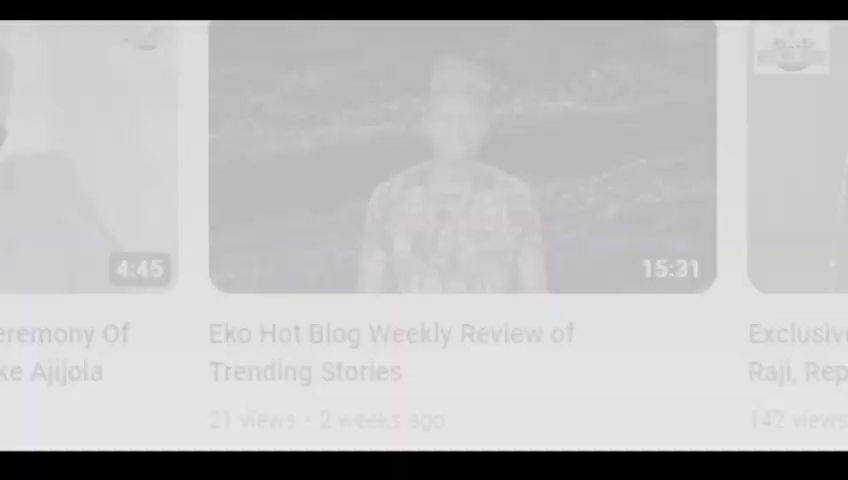 4:45
15:31
eremony Of
ke Ajijola
Eko Hot Blog Weekly Review of
Trending Stories
21 views • 2 weeks ago
Exclusive
Raji, Rep
142 views